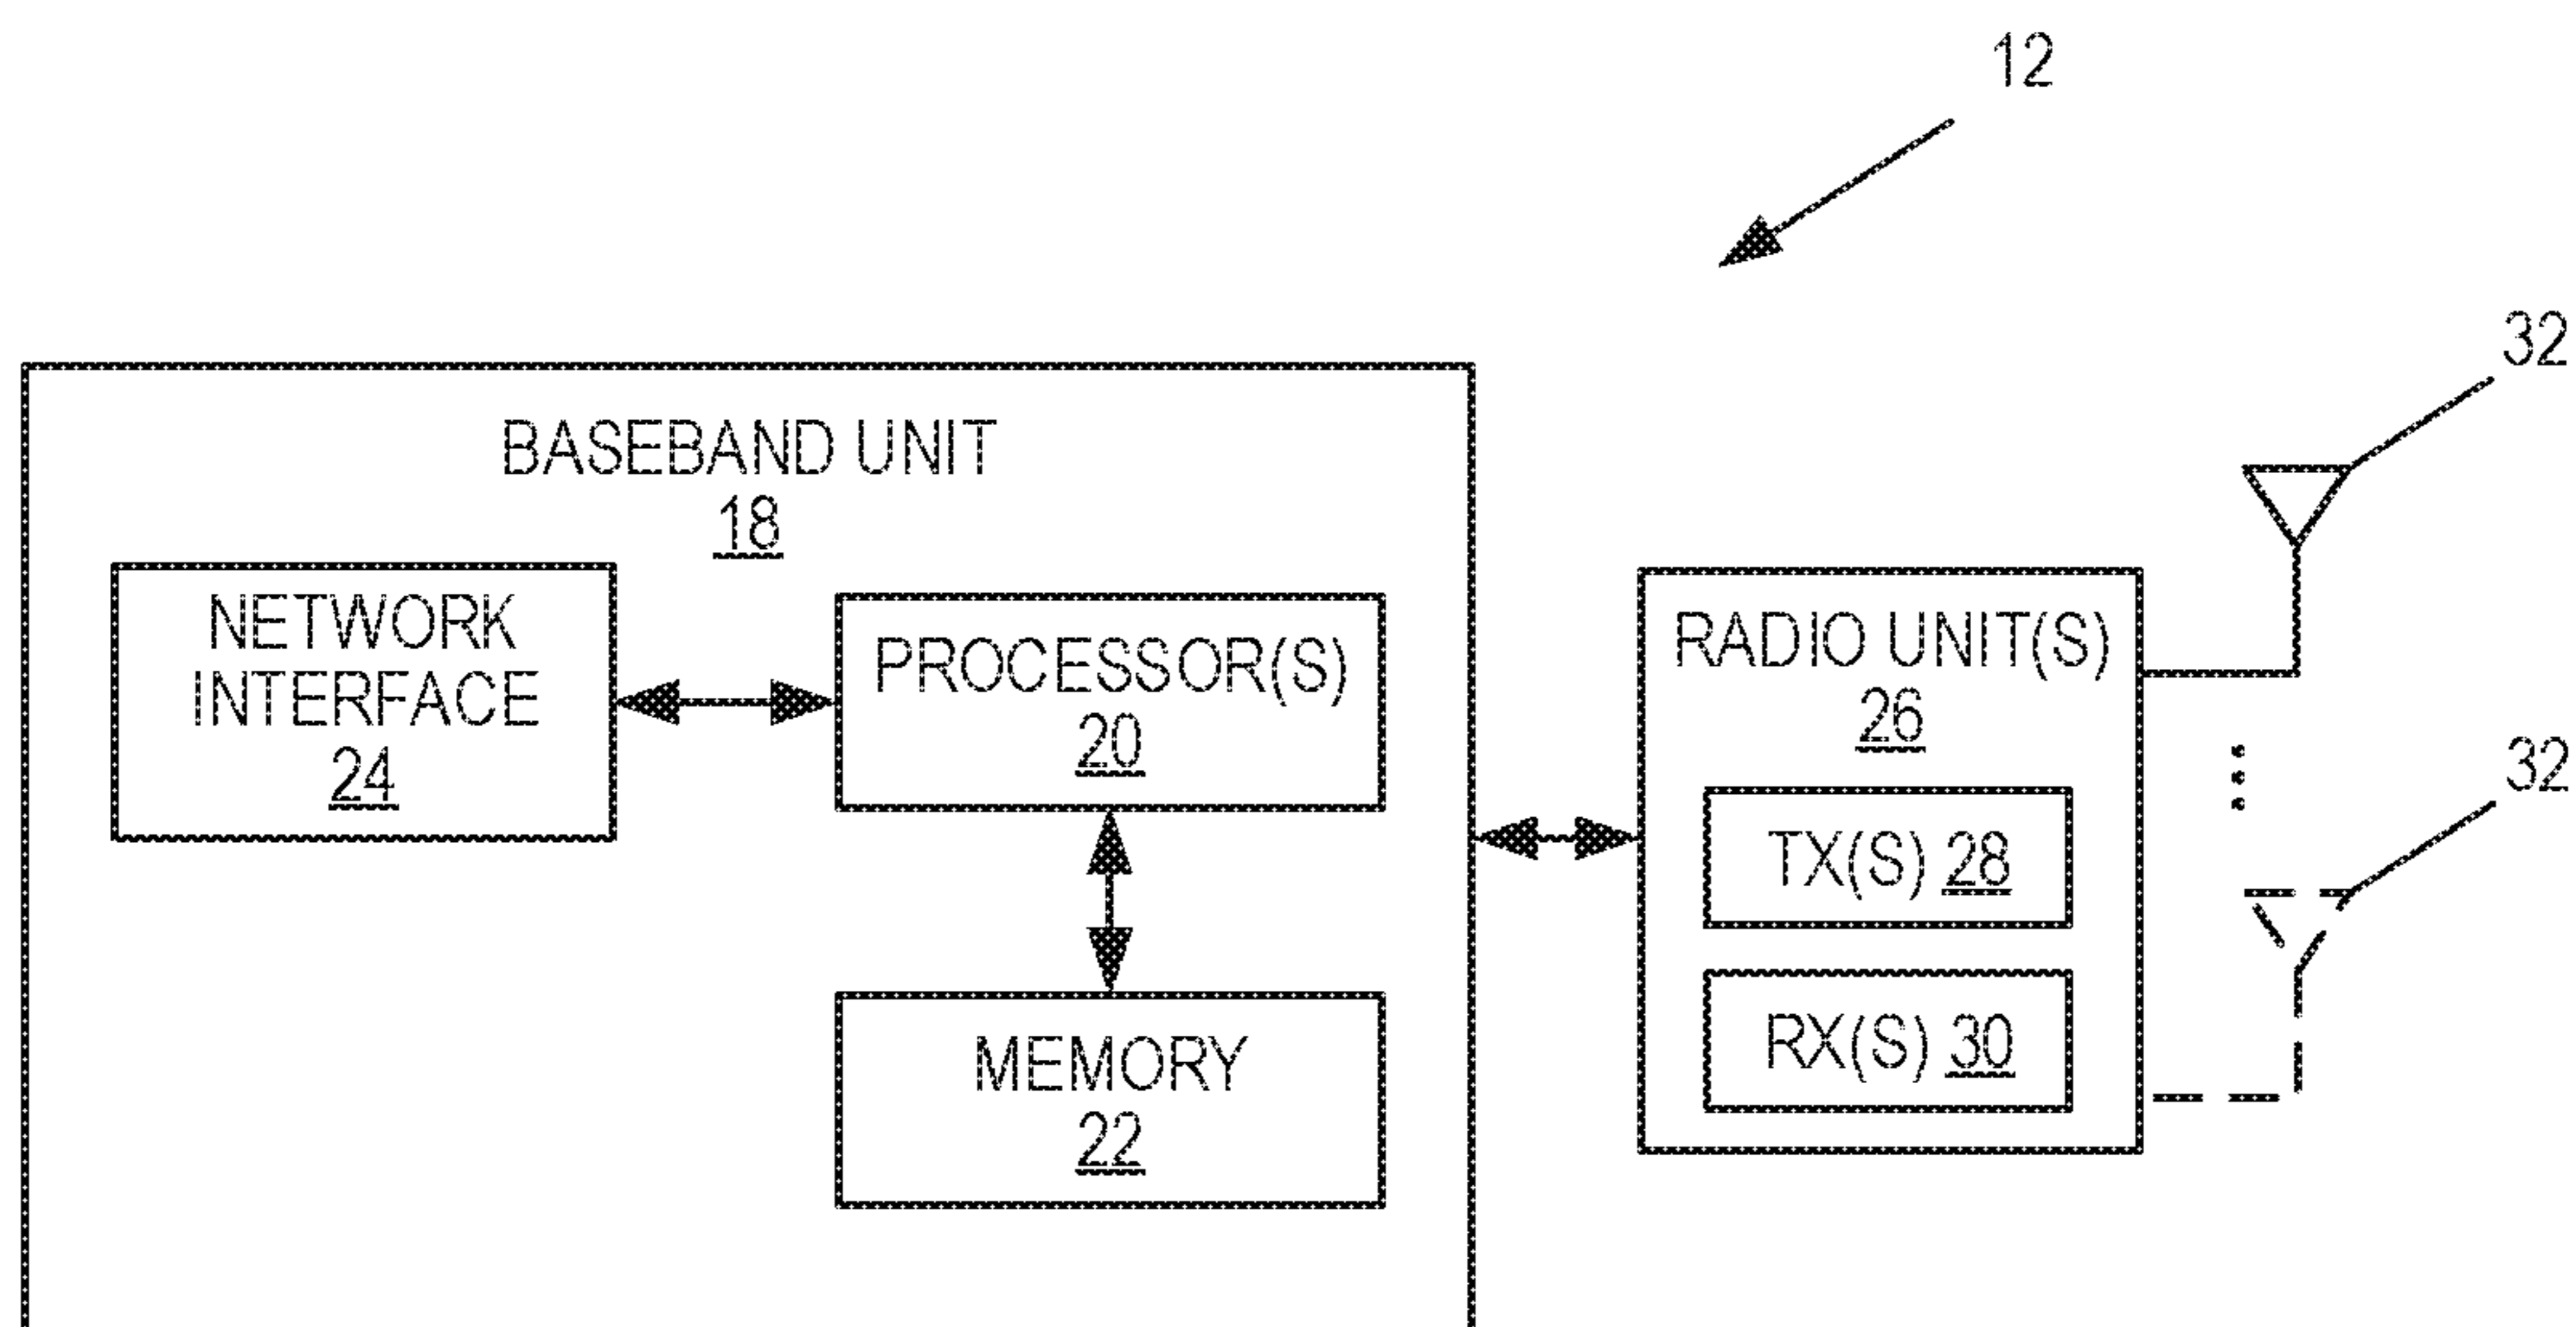 12
32
BASEBAND UNIT
18
NETWORK
INTERFACE
24
PROCESSOR(S)
20
MEMORY
22
RADIO UNIT(S)
26
TX(S) 28
RX(S) 30
32